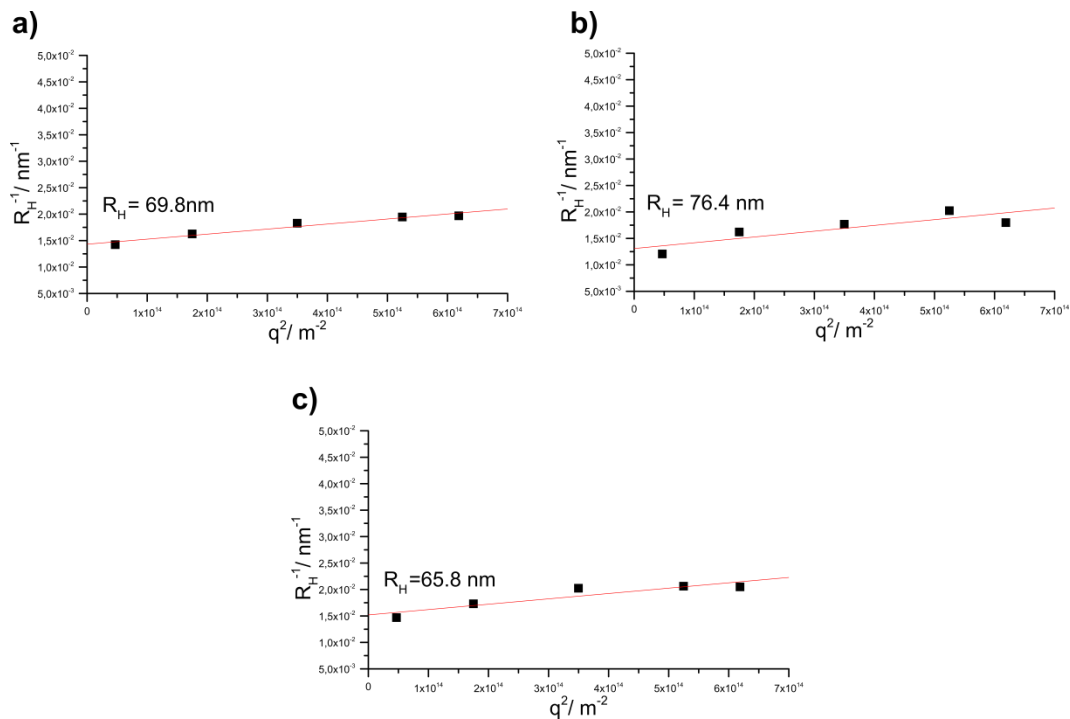 a)
5,0x10⁻²
4,5x10⁻²
4,0x10⁻²
3,5x10⁻²
3,0x10⁻²
2,5x10⁻²
2,0x10⁻²
1,5x10⁻²
1,0x10⁻²
5,0x10⁻³
R_H⁻¹/ nm⁻¹
R_H= 69.8nm
0 1x10¹⁴ 2x10¹⁴ 3x10¹⁴ 4x10¹⁴ 5x10¹⁴ 6x10¹⁴ 7x10¹⁴
q²/ m⁻²
b)
5,0x10⁻²
4,5x10⁻²
4,0x10⁻²
3,5x10⁻²
3,0x10⁻²
2,5x10⁻²
2,0x10⁻²
1,5x10⁻²
1,0x10⁻²
5,0x10⁻³
R_H⁻¹/ nm⁻¹
R_H= 76.4 nm
0 1x10¹⁴ 2x10¹⁴ 3x10¹⁴ 4x10¹⁴ 5x10¹⁴ 6x10¹⁴ 7x10¹⁴
q²/ m⁻²
c)
5,0x10⁻²
4,5x10⁻²
4,0x10⁻²
3,5x10⁻²
3,0x10⁻²
2,5x10⁻²
2,0x10⁻²
1,5x10⁻²
1,0x10⁻²
5,0x10⁻³
R_H⁻¹/ nm⁻¹
R_H=65.8 nm
0 1x10¹⁴ 2x10¹⁴ 3x10¹⁴ 4x10¹⁴ 5x10¹⁴ 6x10¹⁴ 7x10¹⁴
q²/ m⁻²